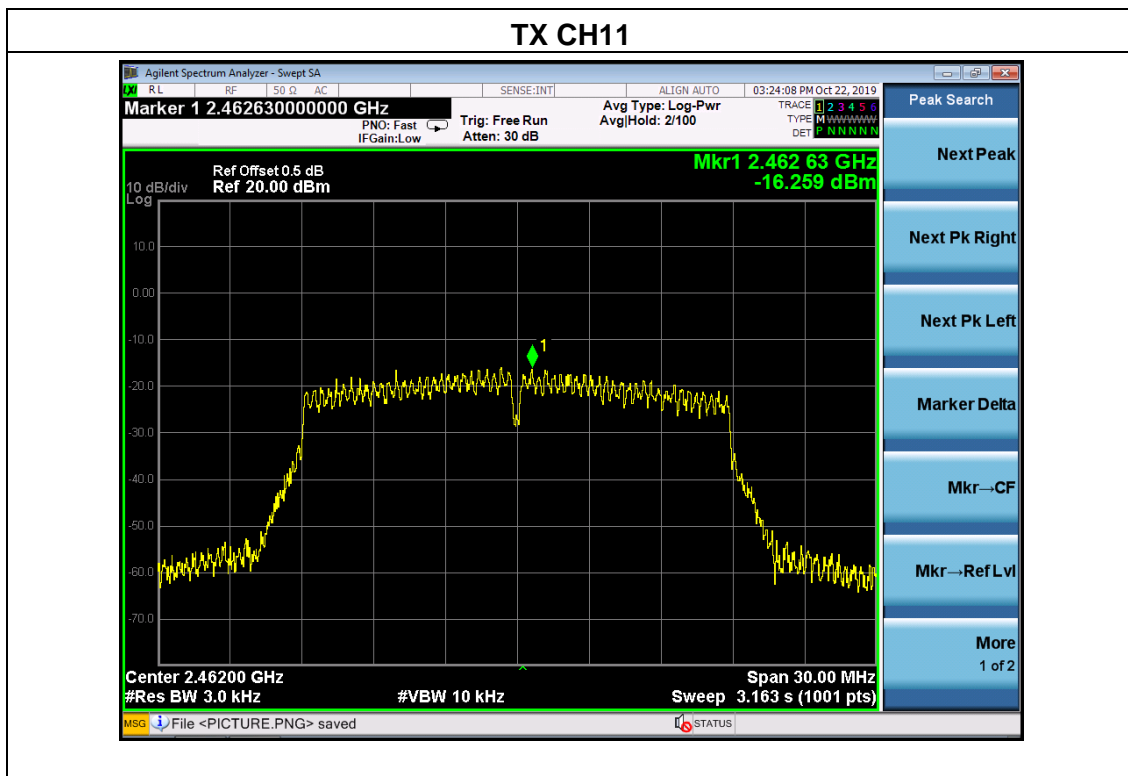 TX CH11
Agilent Spectrum Analyzer - Swept SA
LXI RL RF 50 Ω AC SENSE:INT ALIGN AUTO 03:24:08 PM Oct 22, 2019
Marker 1 2.462630000000 GHz
PNO: Fast
IFGain:Low
Trig: Free Run
Atten: 30 dB
Avg Type: Log-Pwr
Avg|Hold: 2/100
TRACE 1 2 3 4 5 6
TYPE M WWWWW
DET P N N N N N
Mkr1 2.462 63 GHz
-16.259 dBm
Ref Offset 0.5 dB
10 dB/div Ref 20.00 dBm
Log
10.0
0.00
-10.0
-20.0
-30.0
-40.0
-50.0
-60.0
-70.0
1
Center 2.46200 GHz Span 30.00 MHz
#Res BW 3.0 kHz #VBW 10 kHz Sweep 3.163 s (1001 pts)
MSG File <PICTURE.PNG> saved STATUS
Peak Search
Next Peak
Next Pk Right
Next Pk Left
Marker Delta
Mkr→CF
Mkr→Ref Lvl
More
1 of 2